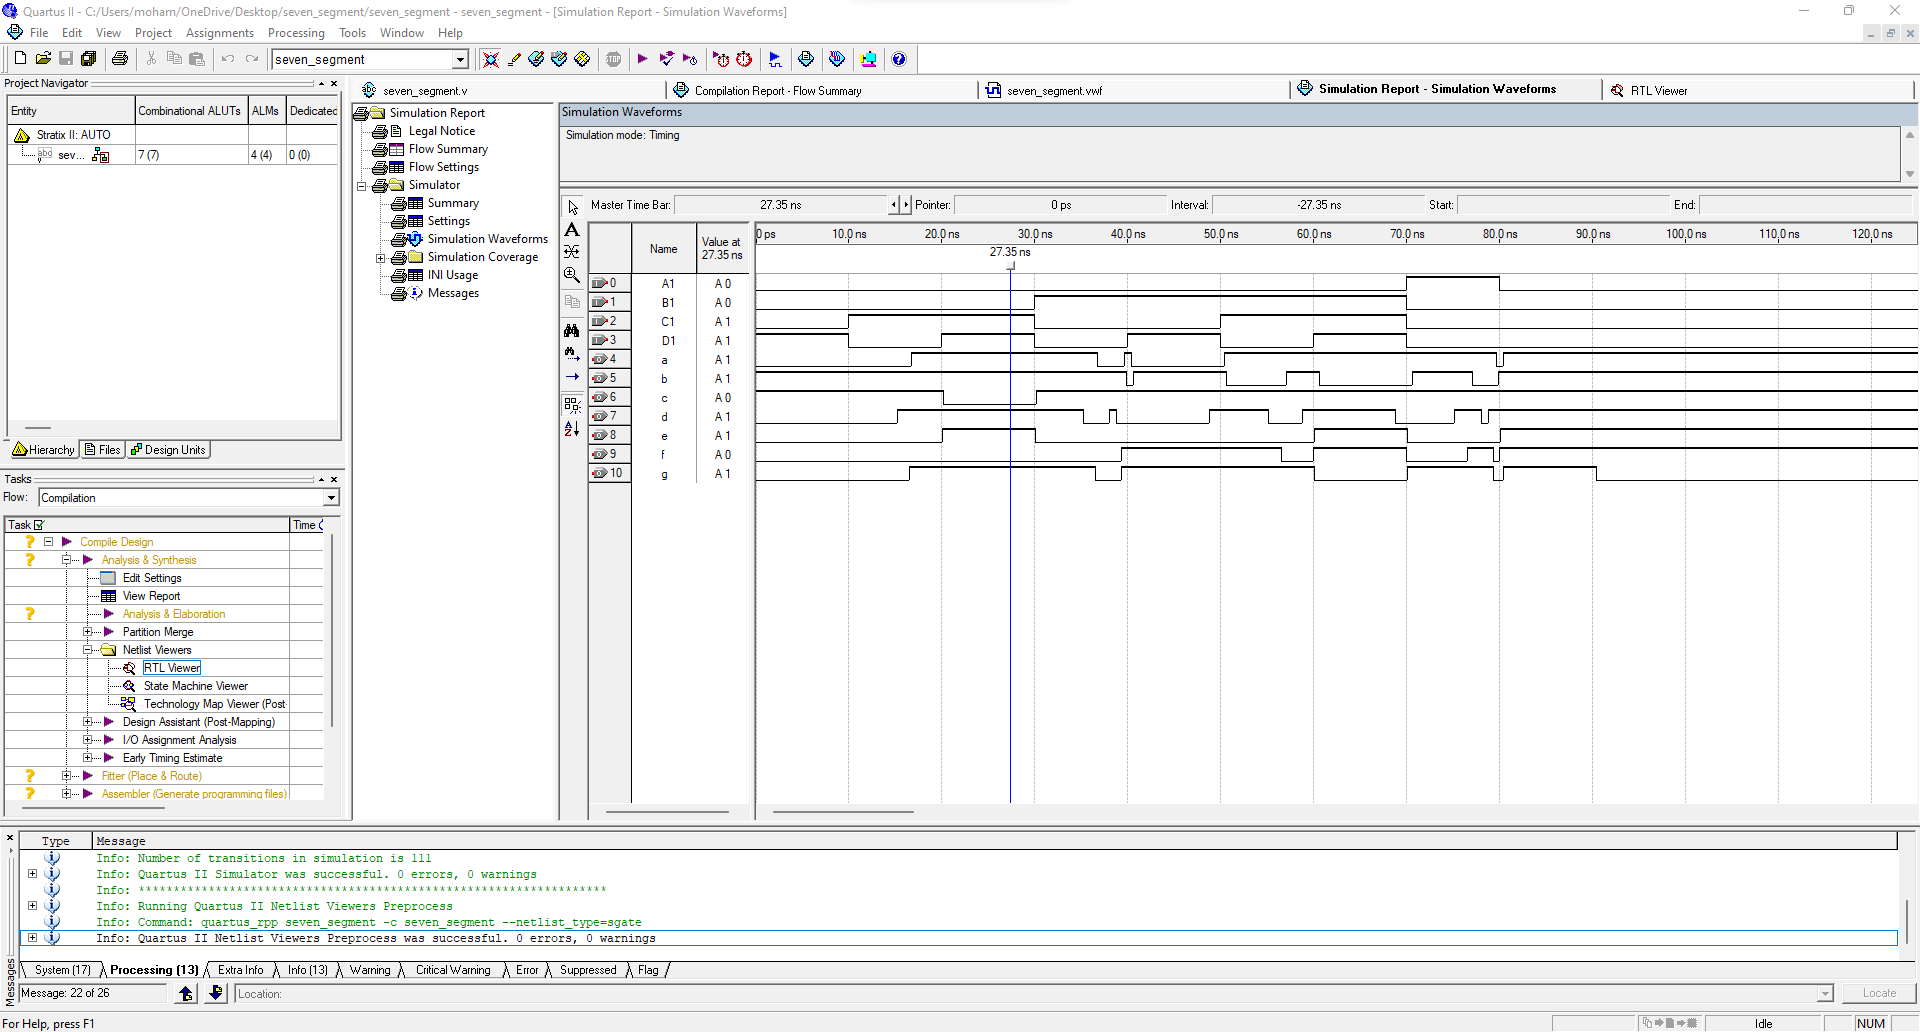 Quartus II - C:/Users/moham/OneDrive/Desktop/seven_segment/seven_segment - seven_segment - [Simulation Report - Simulation Waveforms]
File Edit View Project Assignments Processing Tools Window Help
seven_segment
Project Navigator
Entity Combinational ALUTs ALMs Dedicated
Stratix II: AUTO
abc sev... 7 (7) 4 (4) 0 (0)
Hierarchy Files Design Units
Tasks
Flow: Compilation
Task Time
Compile Design
Analysis & Synthesis
Edit Settings
View Report
Analysis & Elaboration
Partition Merge
Netlist Viewers
RTL Viewer
State Machine Viewer
Technology Map Viewer (Post-
Design Assistant (Post-Mapping)
I/O Assignment Analysis
Early Timing Estimate
Fitter (Place & Route)
Assembler (Generate programming files)
seven_segment.v Compilation Report - Flow Summary seven_segment.vwf Simulation Report - Simulation Waveforms RTL Viewer
Simulation Report
Legal Notice
Flow Summary
Flow Settings
Simulator
Summary
Settings
Simulation Waveforms
Simulation Coverage
INI Usage
Messages
Simulation Waveforms
Simulation mode: Timing
Master Time Bar: 27.35 ns Pointer: 0 ps Interval: -27.35 ns Start: End:
Name Value at 27.35 ns
0 ps 10.0 ns 20.0 ns 30.0 ns 40.0 ns 50.0 ns 60.0 ns 70.0 ns 80.0 ns 90.0 ns 100.0 ns 110.0 ns 120.0 ns
27.35 ns
0 A1 A 0
1 B1 A 0
2 C1 A 1
3 D1 A 1
4 a A 1
5 b A 1
6 c A 0
7 d A 1
8 e A 1
9 f A 0
10 g A 1
Type Message
Info: Number of transitions in simulation is 111
Info: Quartus II Simulator was successful. 0 errors, 0 warnings
Info: *******************************************************************
Info: Running Quartus II Netlist Viewers Preprocess
Info: Command: quartus_rpp seven_segment -c seven_segment --netlist_type=sgate
Info: Quartus II Netlist Viewers Preprocess was successful. 0 errors, 0 warnings
System (17) Processing (13) Extra Info Info (13) Warning Critical Warning Error Suppressed Flag
Messages
Message: 22 of 26 Location: Locate
For Help, press F1 Idle NUM